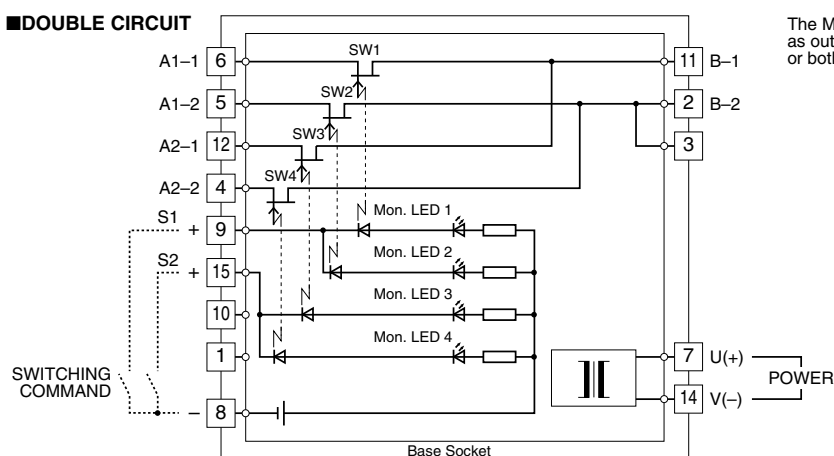 ■DOUBLE CIRCUIT
The M
as out
or both
A1–1 6 SW1 11 B–1
A1–2 5 SW2 2 B–2
A2–1 12 SW3 3
A2–2 4 SW4
S1 + 9 Mon. LED 1
S2 + 15 Mon. LED 2
10 Mon. LED 3
1 Mon. LED 4 7 U(+)
SWITCHING
COMMAND
POWER
– 8 14 V(–)
Base Socket